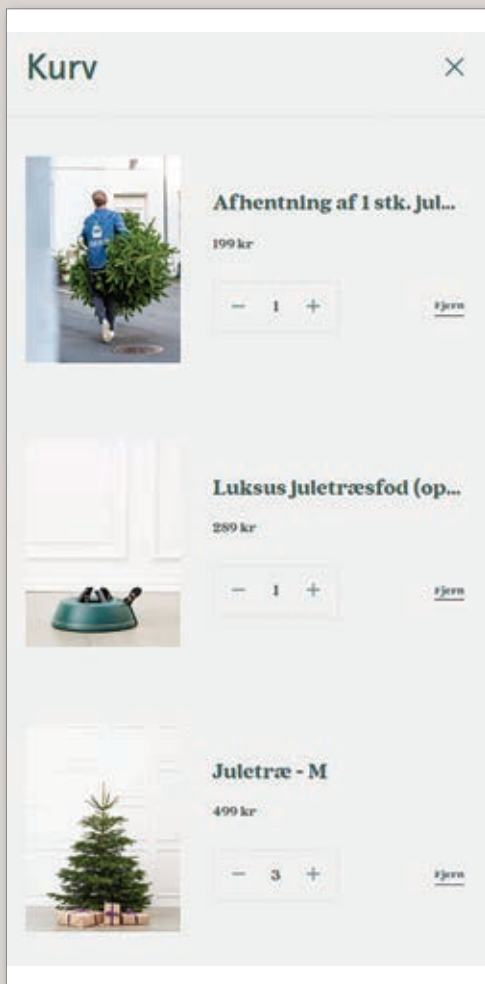 Kurv
Afhentning af 1 stk. jul...
199 kr
1
Fjern
Luksus juletræsfod (op...
289 kr
1
Fjern
Juletræ - M
499 kr
3
Fjern